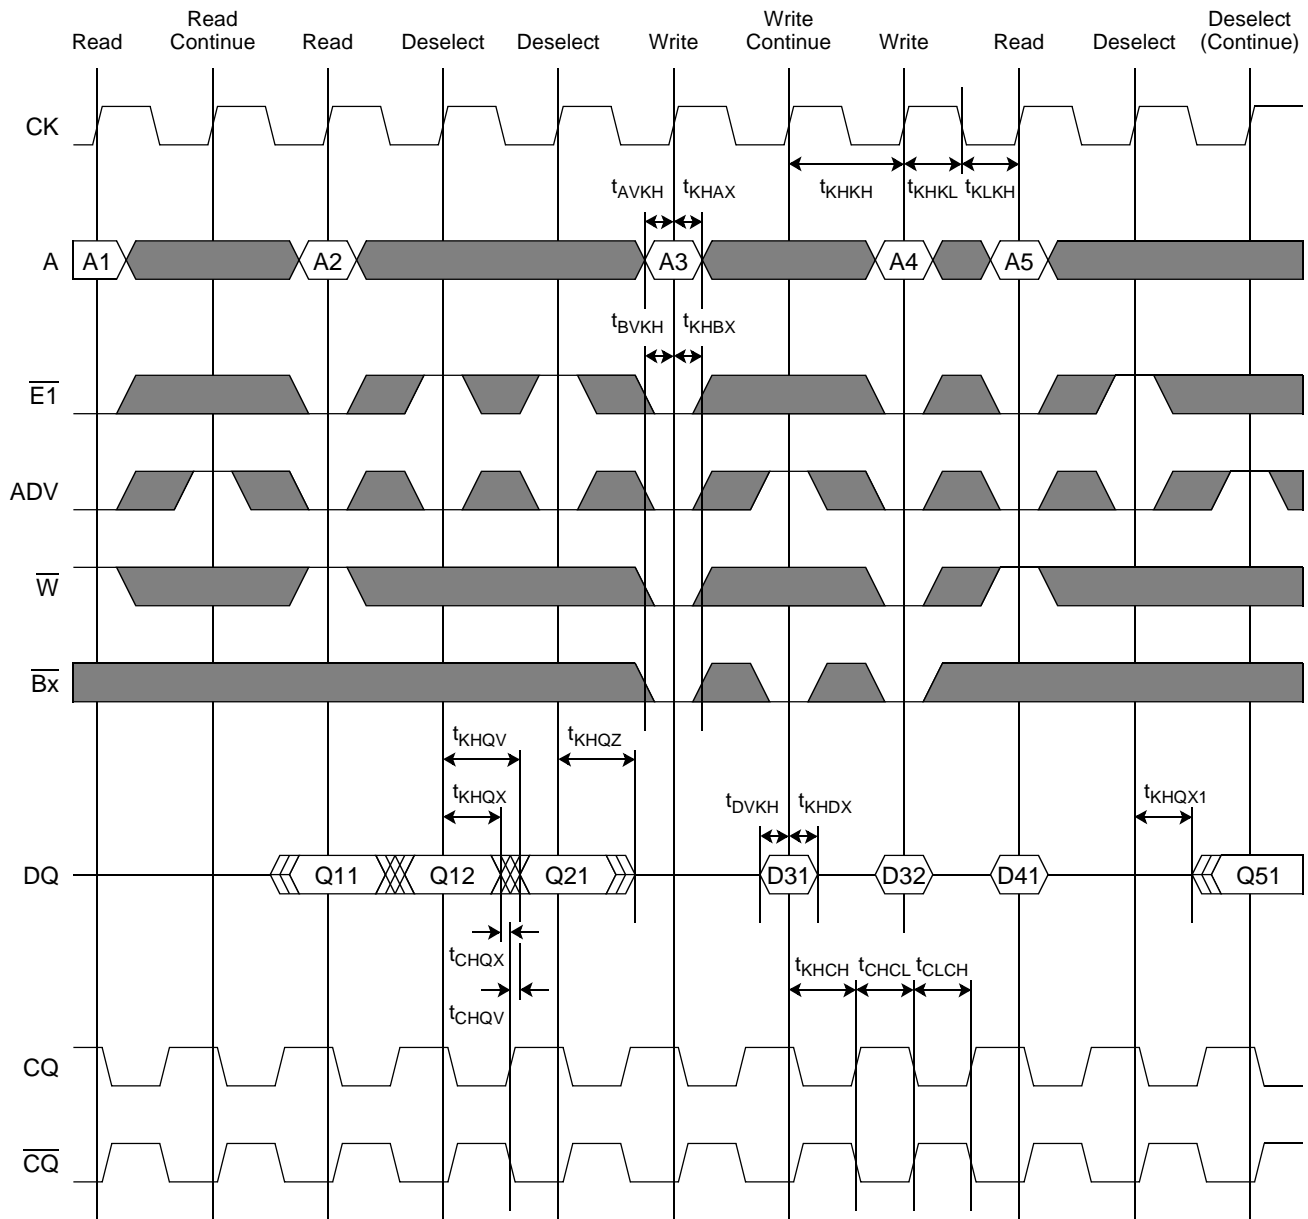 Read
Read
Continue
Read
Deselect
Deselect
Write
Write
Continue
Write
Read
Deselect
Deselect
(Continue)
CK
tAVKH
tKHAX
tKHKH
tKHKL
tKLKH
A
A1
A2
A3
A4
A5
tBVKH
tKHBX
E1
ADV
W
Bx
tKHQV
tKHQZ
tKHQX
tDVKH
tKHDX
tKHQX1
DQ
Q11
Q12
Q21
D31
D32
D41
Q51
tCHQX
tKHCH
tCHCL
tCLCH
tCHQV
CQ
CQ